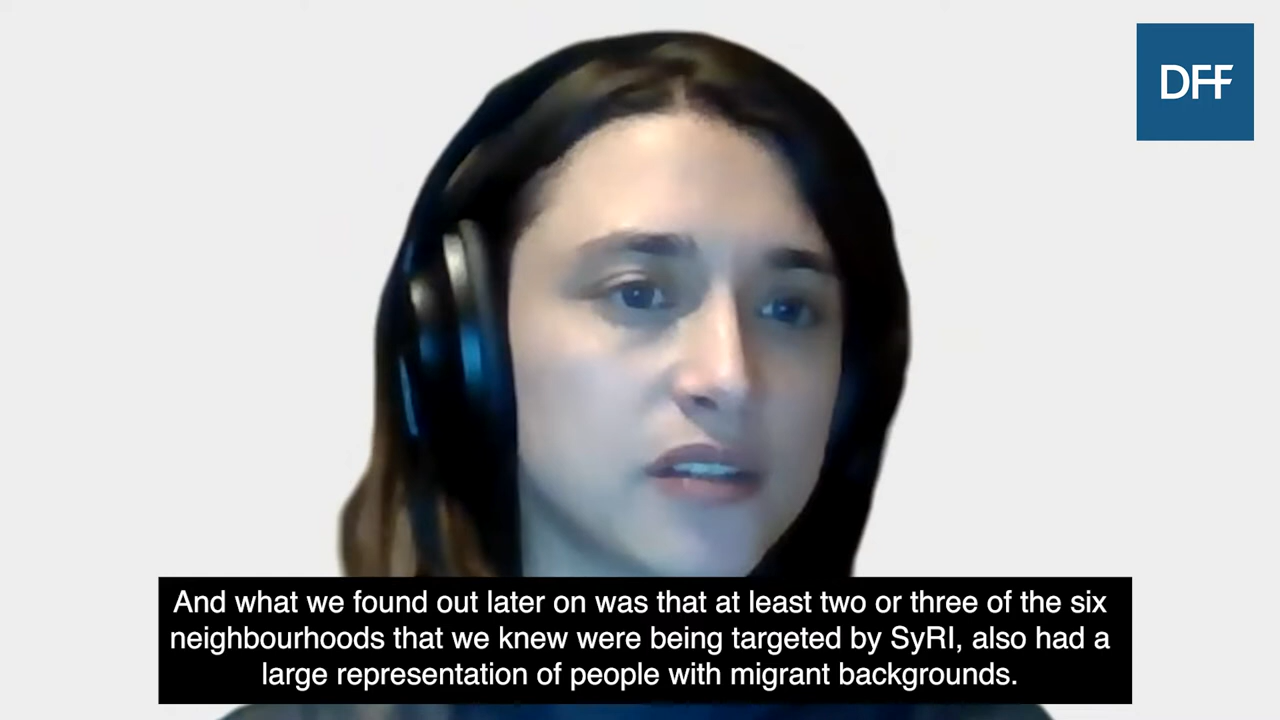 DFF
And what we found out later on was that at least two or three of the six
neighbourhoods that we knew were being targeted by SyRI, also had a
large representation of people with migrant backgrounds.